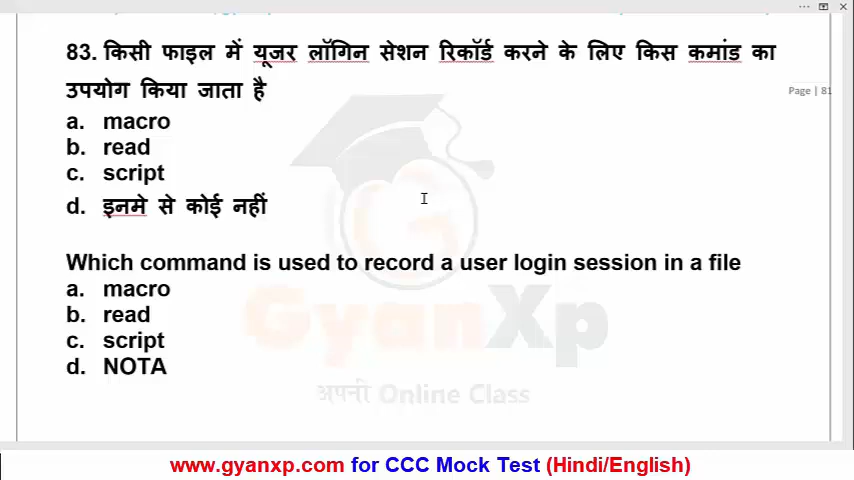 83. किसी फाइल में यूजर लॉगिन सेशन रिकॉर्ड करने के लिए किस कमांड का
उपयोग किया जाता है
Page | 81
a. macro
b. read
c. script
d. इनमे से कोई नहीं
Which command is used to record a user login session in a file
a. macro
b. read
c. script
d. NOTA
GyanXp
अपनी Online Class
www.gyanxp.com for CCC Mock Test (Hindi/English)